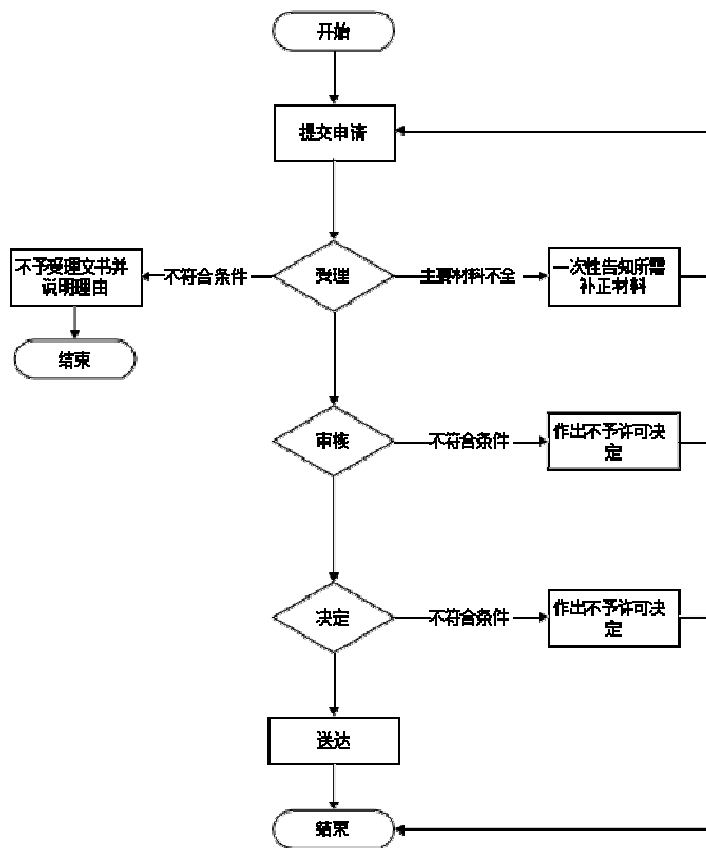 开始
提交申请
不予受理文书并
说明理由
不符合条件
受理
主要材料不全
一次性告知所需
补正材料
结束
审核
不符合条件
作出不予许可决
定
决定
不符合条件
作出不予许可决
定
送达
结束